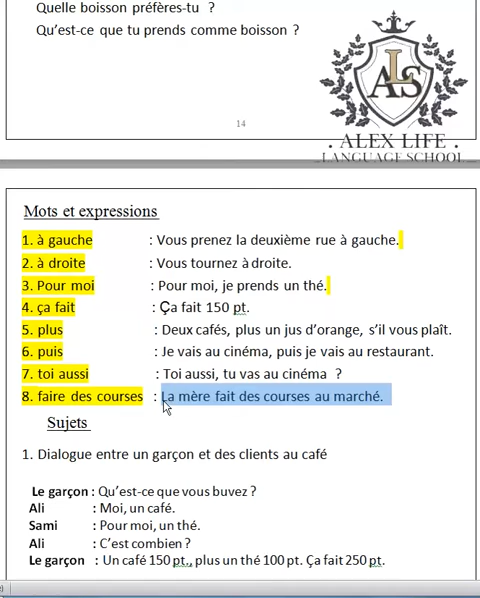 Quelle boisson préfères-tu ?
Qu'est-ce que tu prends comme boisson ?
14
LS
A S
. ALEX LIFE .
LANGUAGE SCHOOL
Mots et expressions
1. à gauche : Vous prenez la deuxième rue à gauche.
2. à droite : Vous tournez à droite.
3. Pour moi : Pour moi, je prends un thé.
4. ça fait : Ça fait 150 pt.
5. plus : Deux cafés, plus un jus d'orange, s'il vous plaît.
6. puis : Je vais au cinéma, puis je vais au restaurant.
7. toi aussi : Toi aussi, tu vas au cinéma ?
8. faire des courses : La mère fait des courses au marché.
Sujets
1. Dialogue entre un garçon et des clients au café
Le garçon : Qu'est-ce que vous buvez ?
Ali : Moi, un café.
Sami : Pour moi, un thé.
Ali : C'est combien ?
Le garçon : Un café 150 pt., plus un thé 100 pt. Ça fait 250 pt.